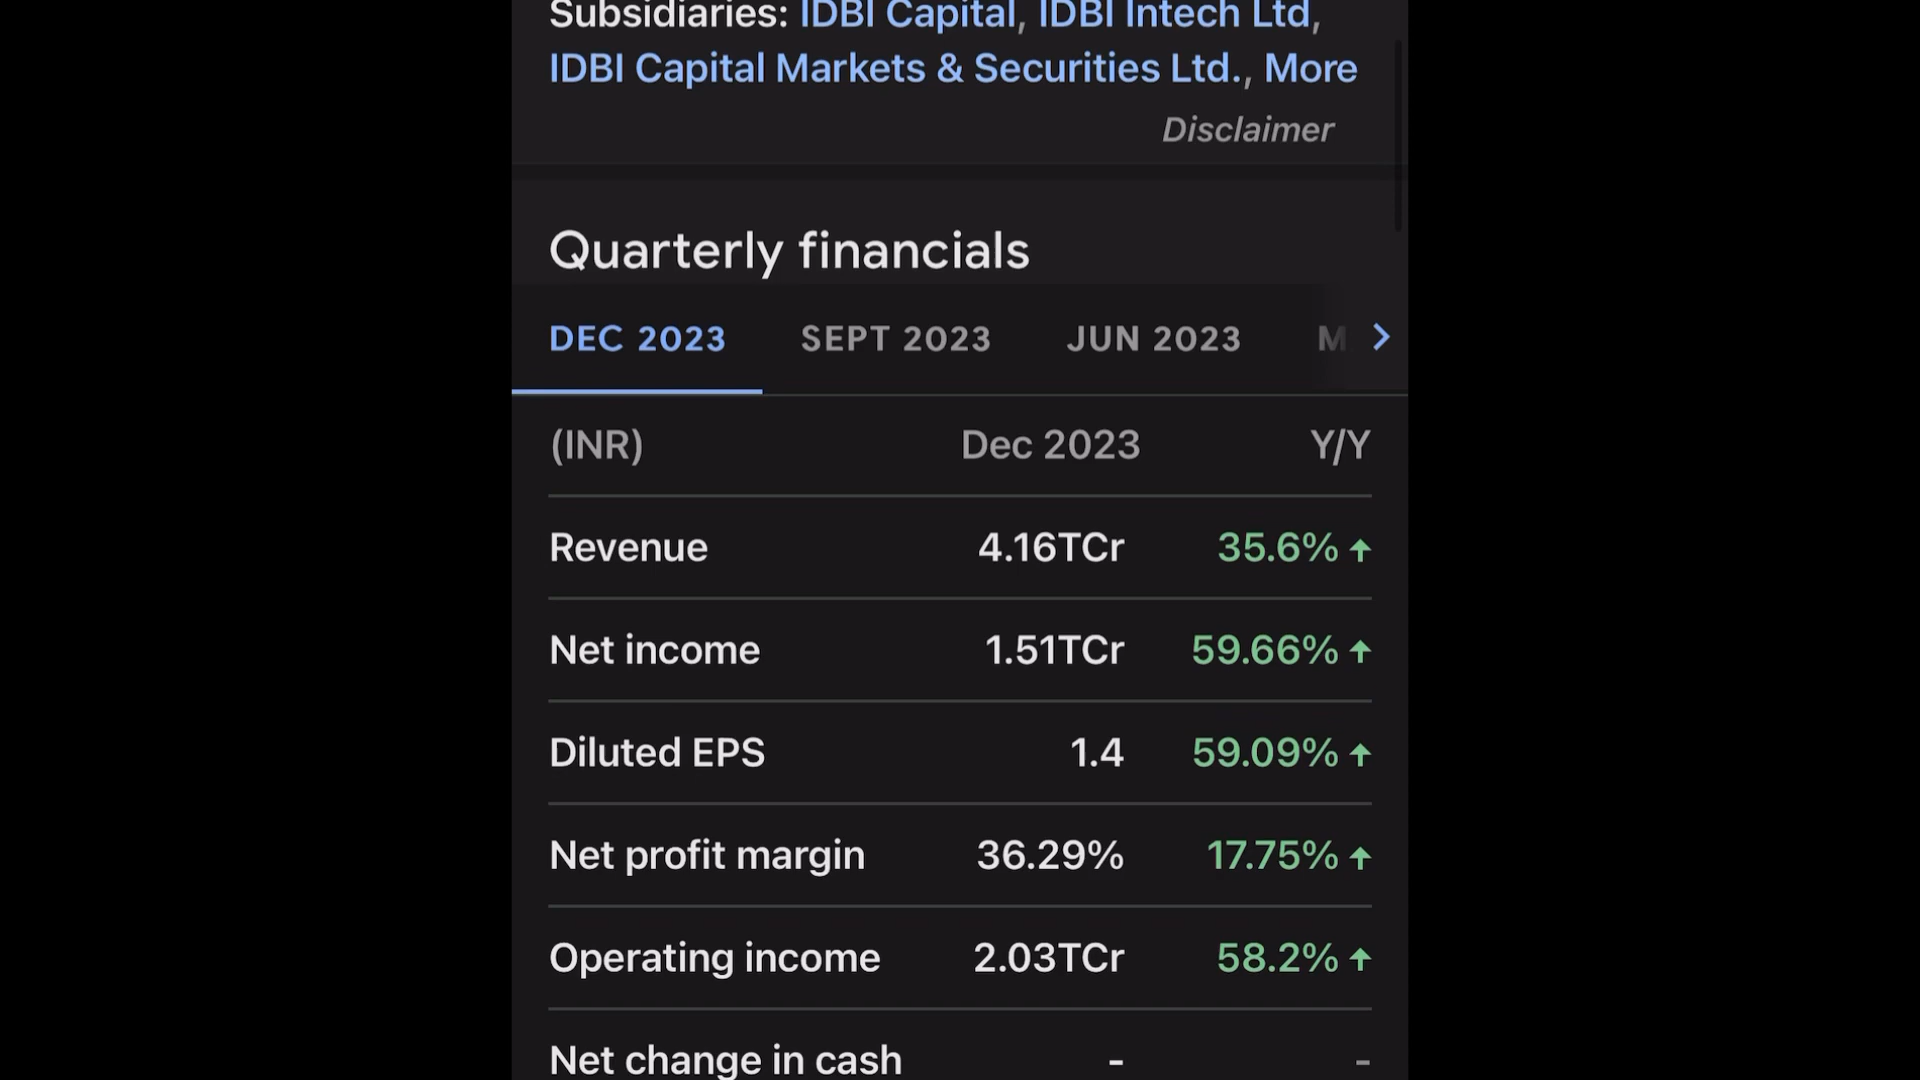 Subsidiaries: IDBI Capital, IDBI Intech Ltd,
IDBI Capital Markets & Securities Ltd., More
Disclaimer
Quarterly financials
DEC 2023 SEPT 2023 JUN 2023 M
(INR) Dec 2023 Y/Y
Revenue 4.16TCr 35.6% ↑
Net income 1.51TCr 59.66% ↑
Diluted EPS 1.4 59.09% ↑
Net profit margin 36.29% 17.75% ↑
Operating income 2.03TCr 58.2% ↑
Net change in cash - -